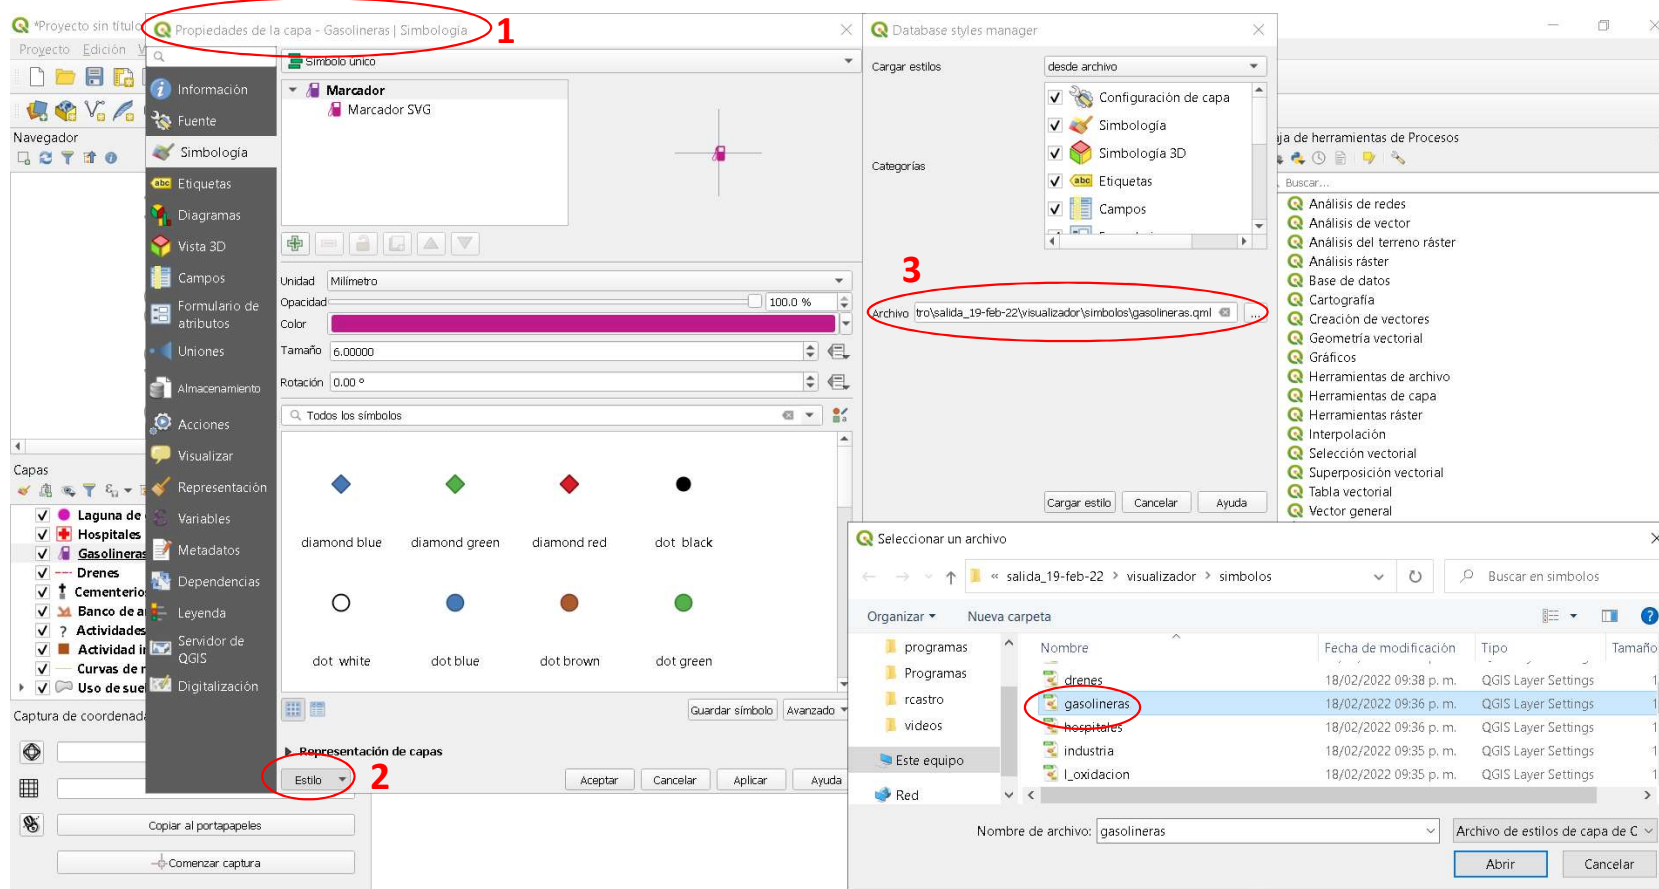 *Proyecto sin título
Proyecto Edición
Navegador
Capas
Laguna de
Hospitales
Gasolineras
Drenes
Cementerio
Banco de
Actividades
Actividad
Curvas de
Uso de
Captura de
Copiar al portapapeles
Comenzar captura
Propiedades de la capa - Gasolineras | Simbología
1
Información
Fuente
Simbología
Etiquetas
Diagramas
Vista 3D
Campos
Formulario de
atributos
Uniones
Almacenamiento
Acciones
Visualizar
Representación
Variables
Metadatos
Dependencias
Leyenda
Servidor de
QGIS
Digitalización
Símbolo único
Marcador
Marcador SVG
Unidad Milímetro
Opacidad 100.0 %
Color
Tamaño 6.00000
Rotación 0.00 °
Todos los símbolos
diamond blue diamond green diamond red dot black
dot white dot blue dot brown dot green
Guardar símbolo Avanzado
Representación de capas
Estilo 2 Aceptar Cancelar Aplicar Ayuda
Database styles manager
Cargar estilos desde archivo
Categorías
Configuración de capa
Simbología
Simbología 3D
abc Etiquetas
Campos
3
Archivo tro\salida_19-feb-22\visualizador\simbolos\gasolineras.qml ...
Cargar estilo Cancelar Ayuda
ja de herramientas de Procesos
Buscar...
Análisis de redes
Análisis de vector
Análisis del terreno ráster
Análisis ráster
Base de datos
Cartografía
Creación de vectores
Geometría vectorial
Gráficos
Herramientas de archivo
Herramientas de capa
Herramientas ráster
Interpolación
Selección vectorial
Superposición vectorial
Tabla vectorial
Vector general
Seleccionar un archivo
« salida_19-feb-22 > visualizador > simbolos
Buscar en simbolos
Organizar Nueva carpeta
programas
Programas
rcastro
videos
Este equipo
Red
Nombre Fecha de modificación Tipo Tamaño
drenes 18/02/2022 09:38 p. m. QGIS Layer Settings 1
gasolineras 18/02/2022 09:36 p. m. QGIS Layer Settings 1
hospitales 18/02/2022 09:36 p. m. QGIS Layer Settings 1
industria 18/02/2022 09:35 p. m. QGIS Layer Settings 1
l_oxidacion 18/02/2022 09:35 p. m. QGIS Layer Settings 1
Nombre de archivo: gasolineras Archivo de estilos de capa de
Abrir Cancelar